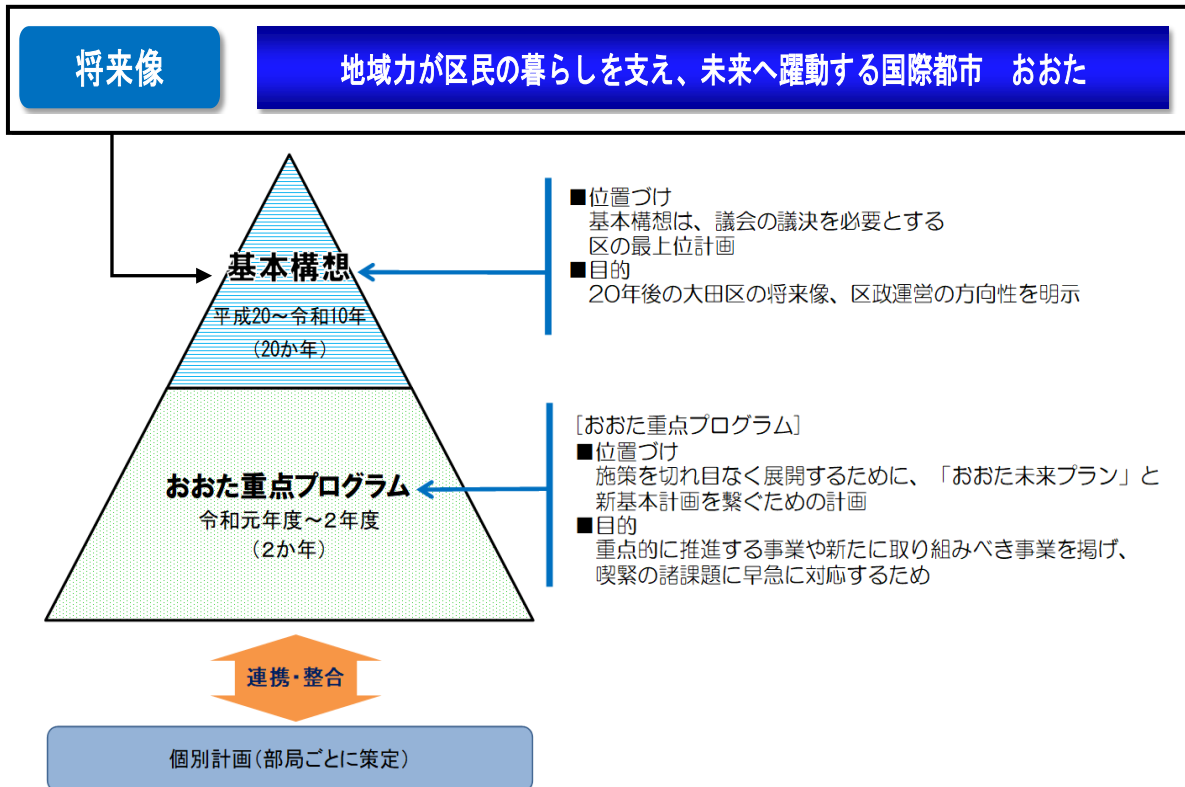 将来像
地域力が区民の暮らしを支え、未来へ躍動する国際都市　おおた
基本構想
平成20～令和10年
（20か年）
■位置づけ
基本構想は、議会の議決を必要とする
区の最上位計画
■目的
20年後の大田区の将来像、区政運営の方向性を明示
おおた重点プログラム
令和元年度～2年度
（2か年）
［おおた重点プログラム］
■位置づけ
施策を切れ目なく展開するために、「おおた未来プラン」と
新基本計画を繋ぐための計画
■目的
重点的に推進する事業や新たに取り組みべき事業を掲げ、
喫緊の諸課題に早急に対応するため
連携・整合
個別計画（部局ごとに策定）